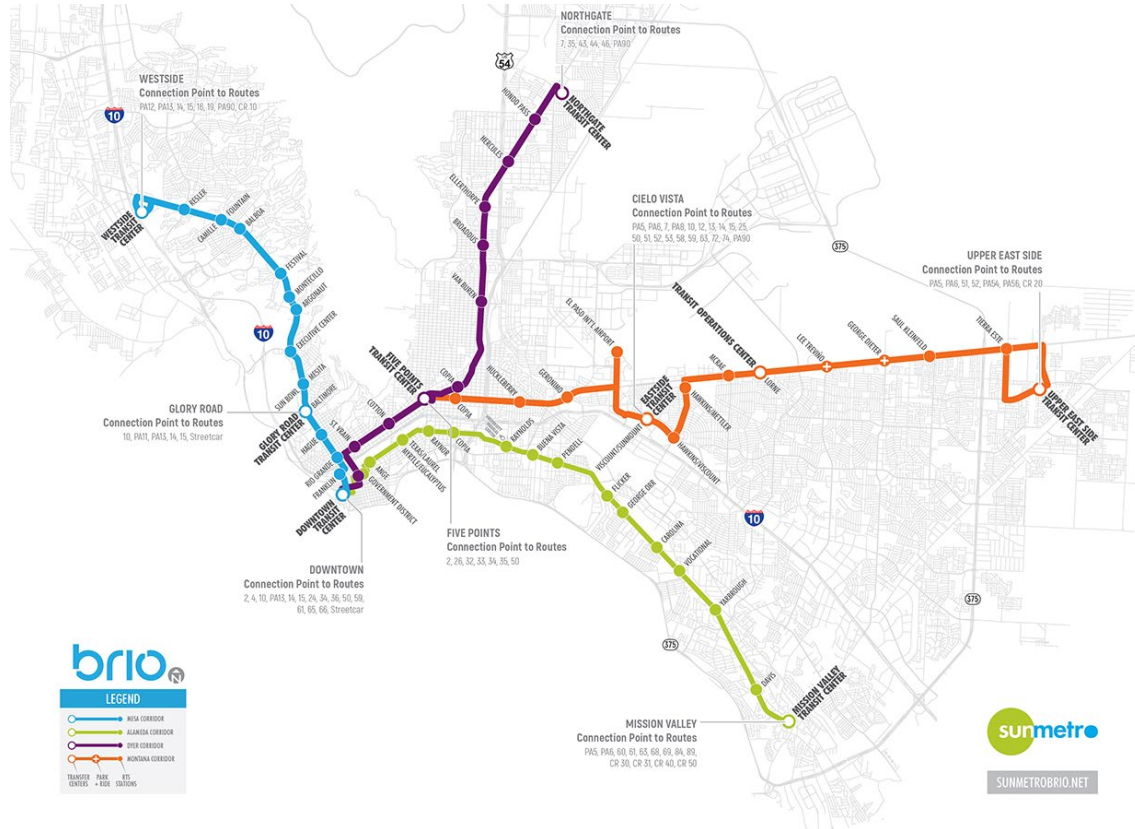 NORTHGATE
Connection Point to Routes
7, 35, 43, 44, 46, PA90
54
WESTSIDE
Connection Point to Routes
PA12, PA13, 14, 15, 16, 19, PA90, CR 10
10
HONDO PASS
NORTHGATE
TRANSIT CENTER
HERCULES
ELLERTHORPE
BROADDUS
VAN BUREN
CIELO VISTA
Connection Point to Routes
PA5, PA6, 7, PA8, 10, 12, 13, 14, 15, 25,
50, 51, 52, 53, 58, 59, 63, 72, 74, PA90
375
UPPER EAST SIDE
Connection Point to Routes
PA5, PA6, 51, 52, PA54, PA56, CR 20
WESTSIDE
TRANSIT
CENTER
RESLER
CAMILLE
FOUNTAIN
BALBOA
FESTIVAL
MONTECILLO
ARGONAUT
10
EXECUTIVE CENTER
MESITA
SUN BOWL
BALTIMORE
GLORY ROAD
Connection Point to Routes
10, PA11, PA13, 14, 15, Streetcar
GLORY ROAD
TRANSIT CENTER
HAGUE
RIO GRANDE
FRANKLIN
DOWNTOWN
TRANSIT
CENTER
ST. VRAIN
COTTON
FIVE POINTS
TRANSIT CENTER
COPIA
COPIA
HUCKLEBERRY
GERONIMO
EL PASO INT'L AIRPORT
EASTSIDE
TRANSIT
CENTER
VISCOUNT/SUNMOUNT
HAWKINS/VISCOUNT
HAWKINS/METTLER
MCRAE
TRANSIT OPERATIONS CENTER
LORNE
LEE TREVINO
GEORGE DIETER
SAUL KLEINFELD
TIERRA ESTE
UPPER EAST SIDE
TRANSIT CENTER
GOVERNMENT DISTRICT
ANGE
MYRTLE/EUCALYPTUS
TEXAS/LAUREL
RAYNOR
COPIA
RAYNOLDS
BUENA VISTA
PENDELL
FLICKER
GEORGE ORR
CAROLINA
VOCATIONAL
YARBROUGH
DAVIS
MISSION VALLEY
TRANSIT CENTER
10
375
375
FIVE POINTS
Connection Point to Routes
2, 26, 32, 33, 34, 35, 50
DOWNTOWN
Connection Point to Routes
2, 4, 10, PA13, 14, 15, 24, 34, 36, 50, 59,
61, 65, 66, Streetcar
MISSION VALLEY
Connection Point to Routes
PA5, PA6, 60, 61, 63, 68, 69, 84, 89,
CR 30, CR 31, CR 40, CR 50
brio
N
LEGEND
MESA CORRIDOR
ALAMEDA CORRIDOR
DYER CORRIDOR
MONTANA CORRIDOR
TRANSFER
CENTERS
PARK
+ RIDE
RTS
STATIONS
sunmetro
SUNMETROBRIO.NET